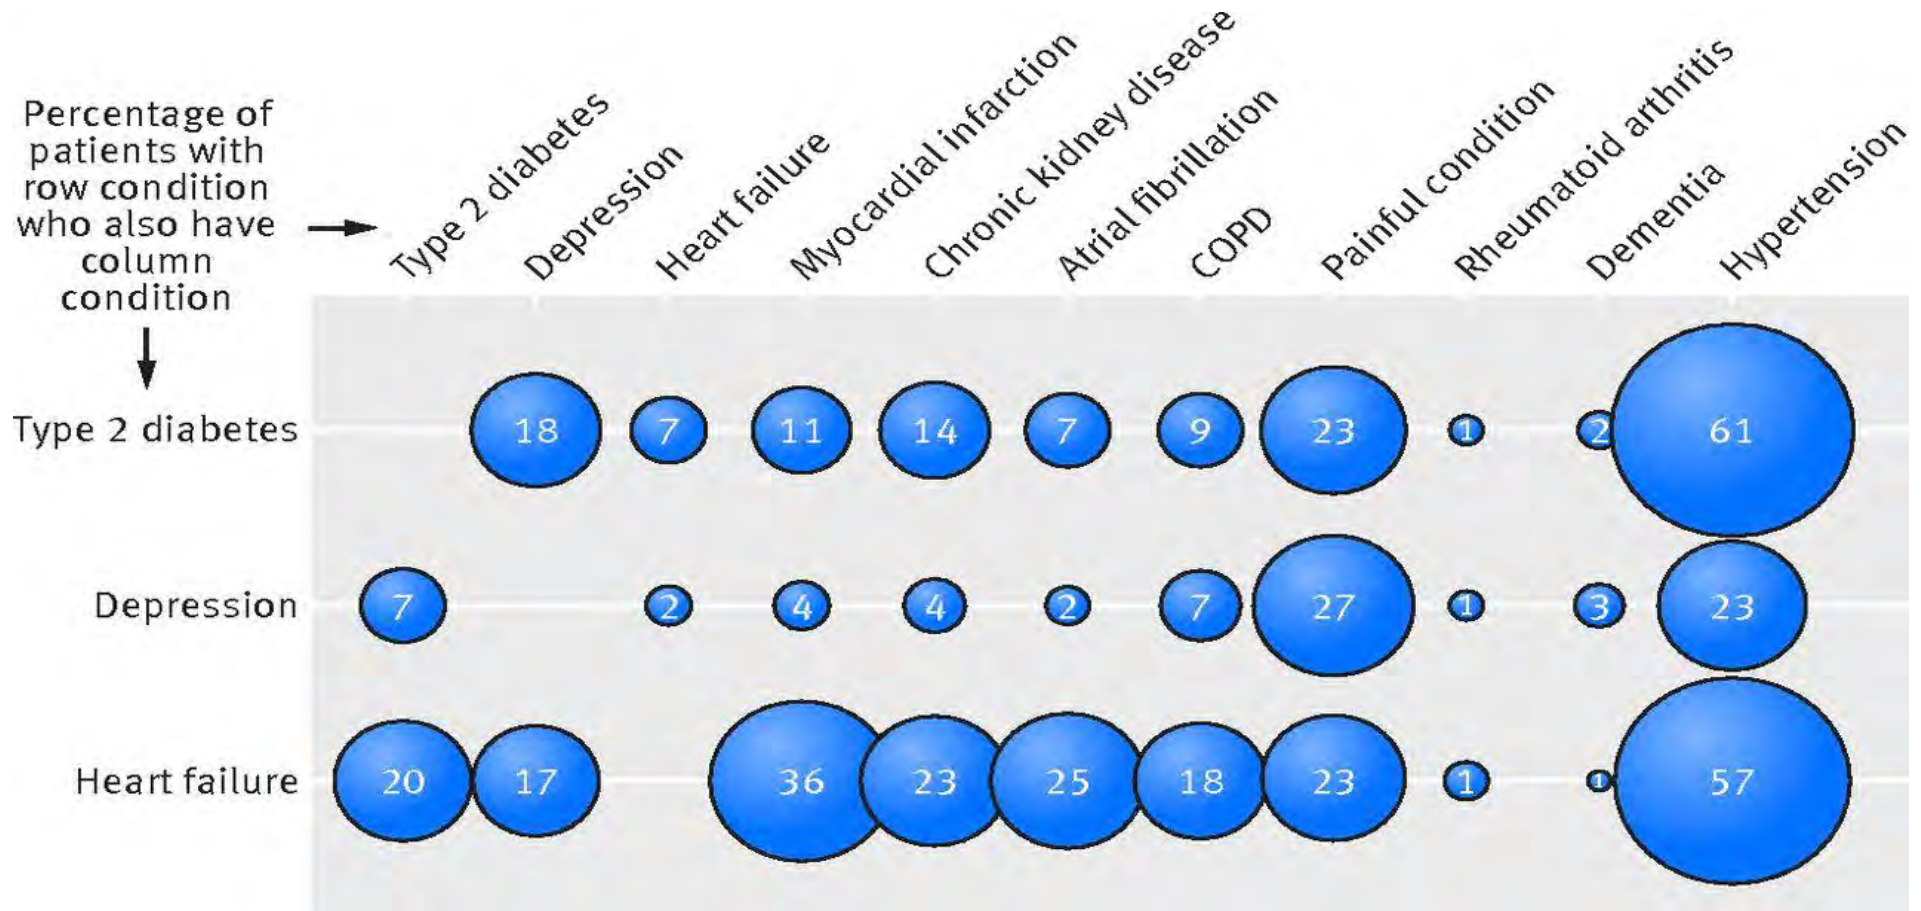 Percentage of
patients with
row condition
who also have
column
condition
Type 2 diabetes
Depression
Heart failure
Myocardial infarction
Chronic kidney disease
Atrial fibrillation
COPD
Painful condition
Rheumatoid arthritis
Dementia
Hypertension
Type 2 diabetes 18 7 11 14 7 9 23 1 2 61
Depression 7 2 4 4 2 7 27 1 3 23
Heart failure 20 17 36 23 25 18 23 1 1 57